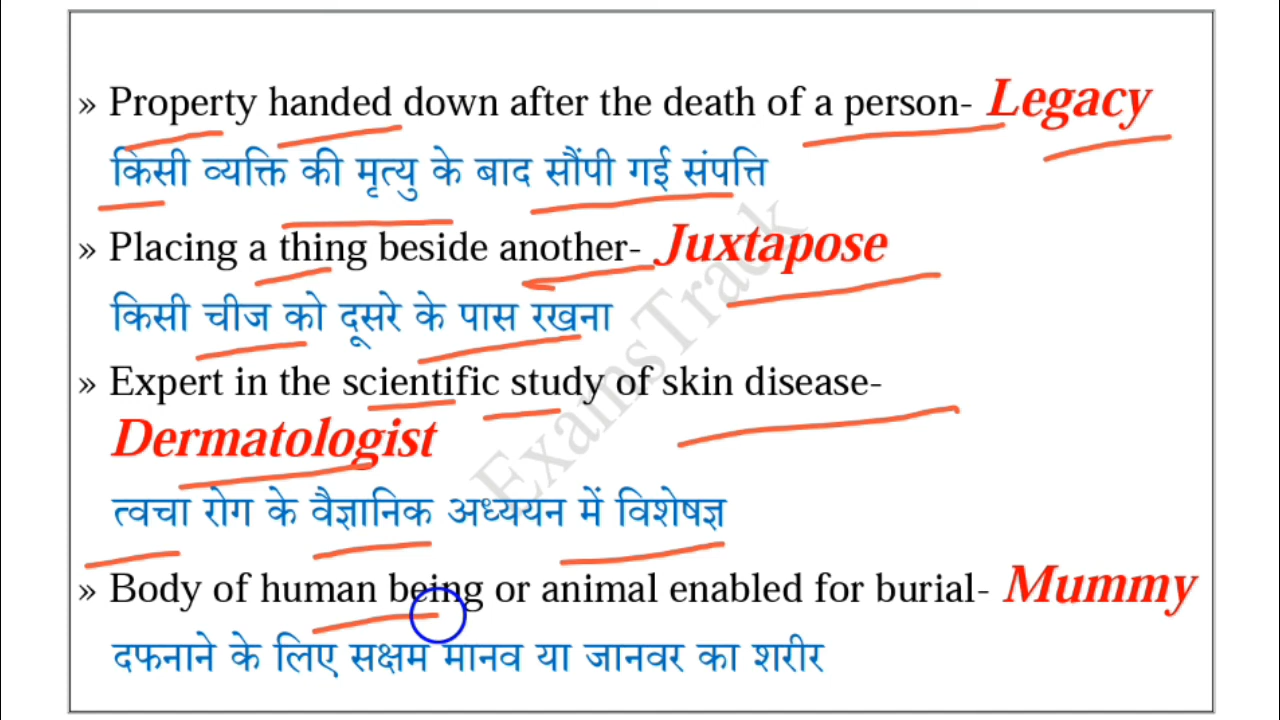 » Property handed down after the death of a person- Legacy
किसी व्यक्ति की मृत्यु के बाद सौंपी गई संपत्ति
» Placing a thing beside another- Juxtapose
किसी चीज को दूसरे के पास रखना
» Expert in the scientific study of skin disease-
Dermatologist
त्वचा रोग के वैज्ञानिक अध्ययन में विशेषज्ञ
» Body of human being or animal enabled for burial- Mummy
दफनाने के लिए सक्षम मानव या जानवर का शरीर
ExamsTrack